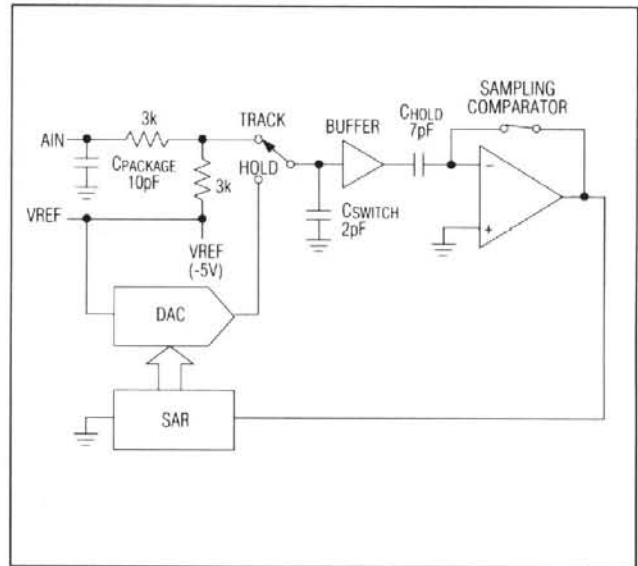 SAMPLING
COMPARATOR
CHOLD
7pF
3k
TRACK
BUFFER
AIN
CPACKAGE
10pF
HOLD
3k
CSWITCH
2pF
VREF
VREF
(-5V)
DAC
SAR
−
+